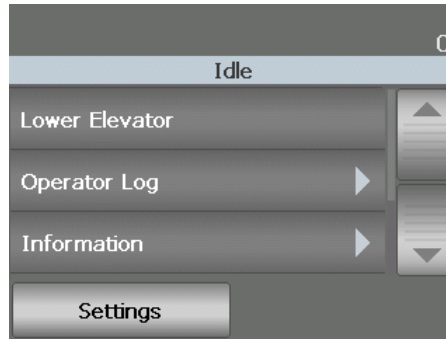 Idle
Lower Elevator
Operator Log
Information
Settings